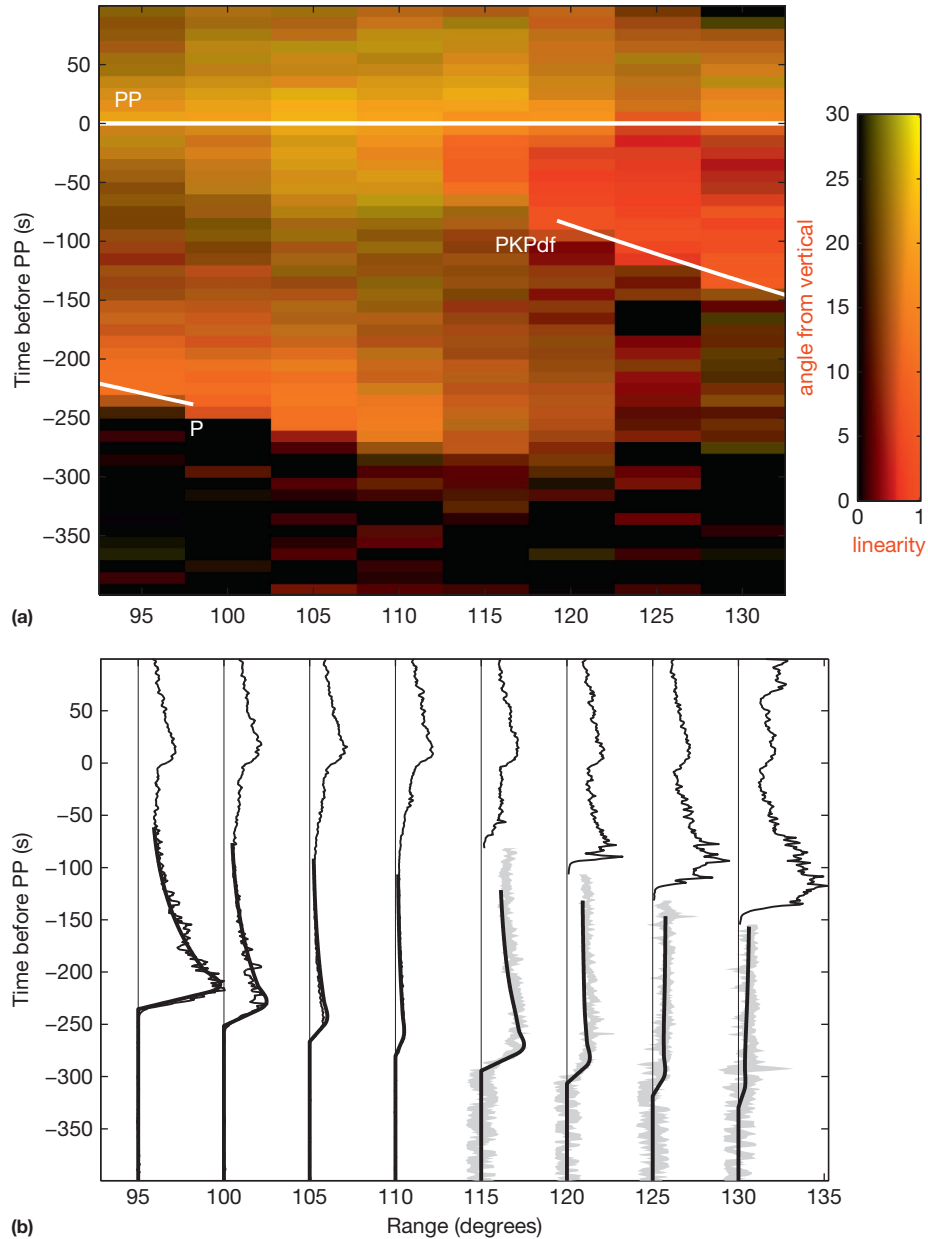 50
PP
0
−50
−100
PKPdf
−150
−200
P
−250
−300
−350
Time before PP (s)
95 100 105 110 115 120 125 130
(a)
30
25
20
15
10
5
0
0 1
angle from vertical
linearity
50
0
−50
−100
−150
−200
−250
−300
−350
Time before PP (s)
95 100 105 110 115 120 125 130 135
Range (degrees)
(b)